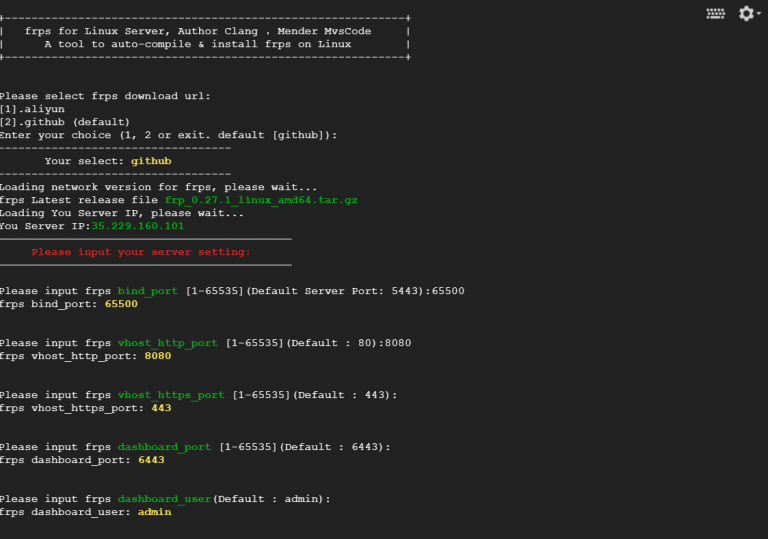 +------------------------------------------------------------+
|   frps for Linux Server, Author Clang , Mender MvsCode     |
|      A tool to auto-compile & install frps on Linux        |
+------------------------------------------------------------+
Please select frps download url:
[1].aliyun
[2].github (default)
Enter your choice (1, 2 or exit. default [github]):
-----------------------------------
       Your select: github
-----------------------------------
Loading network version for frps, please wait...
frps Latest release file frp_0.27.1_linux_amd64.tar.gz
Loading You Server IP, please wait...
You Server IP:35.229.160.101
————————————————————————————————————————————
     Please input your server setting:
————————————————————————————————————————————
Please input frps bind_port [1-65535](Default Server Port: 5443):65500
frps bind_port: 65500
Please input frps vhost_http_port [1-65535](Default : 80):8080
frps vhost_http_port: 8080
Please input frps vhost_https_port [1-65535](Default : 443):
frps vhost_https_port: 443
Please input frps dashboard_port [1-65535](Default : 6443):
frps dashboard_port: 6443
Please input frps dashboard_user(Default : admin):
frps dashboard_user: admin